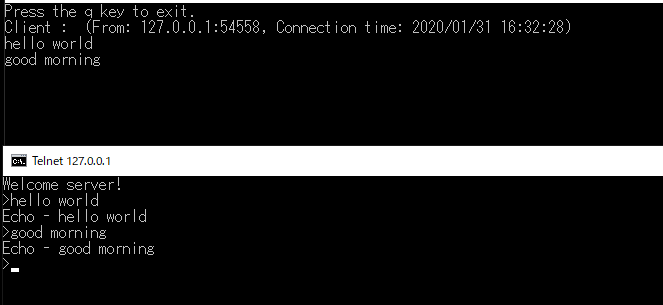 Press the q key to exit.
Client :  (From: 127.0.0.1:54558, Connection time: 2020/01/31 16:32:28)
hello world
good morning
Telnet 127.0.0.1
Welcome server!
>hello world
Echo - hello world
>good morning
Echo - good morning
>